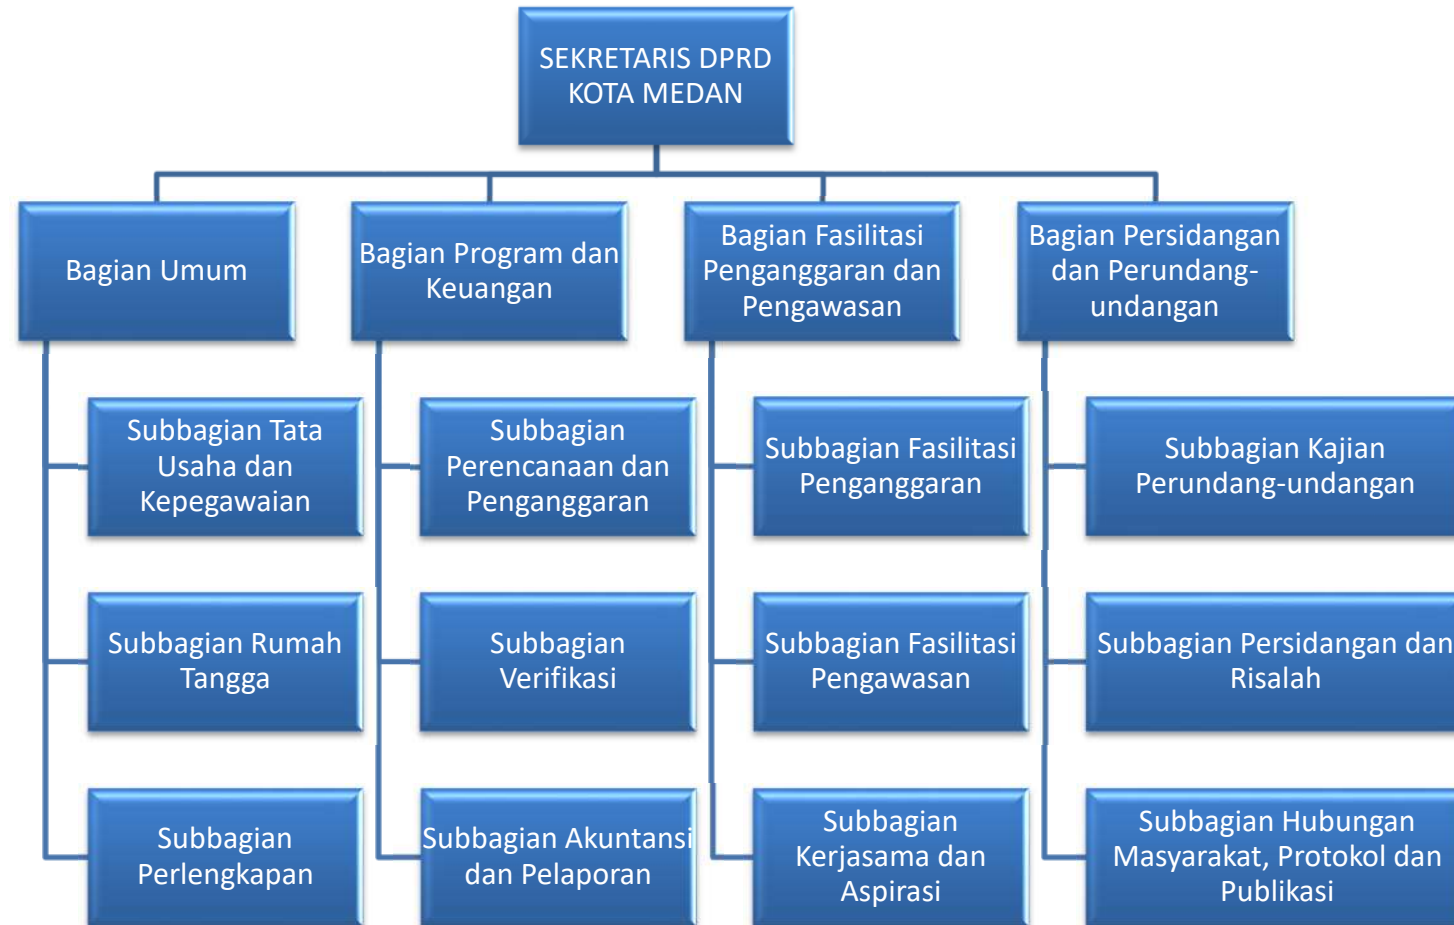 SEKRETARIS DPRD
KOTA MEDAN
Bagian Umum
Bagian Program dan
Keuangan
Bagian Fasilitasi
Penganggaran dan
Pengawasan
Bagian Persidangan
dan Perundang-
undangan
Subbagian Tata
Usaha dan
Kepegawaian
Subbagian
Perencanaan dan
Penganggaran
Subbagian Fasilitasi
Penganggaran
Subbagian Kajian
Perundang-undangan
Subbagian Rumah
Tangga
Subbagian
Verifikasi
Subbagian Fasilitasi
Pengawasan
Subbagian Persidangan dan
Risalah
Subbagian
Perlengkapan
Subbagian Akuntansi
dan Pelaporan
Subbagian
Kerjasama dan
Aspirasi
Subbagian Hubungan
Masyarakat, Protokol dan
Publikasi